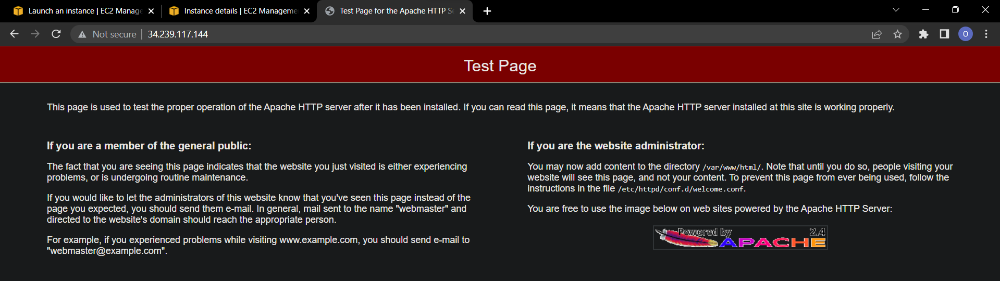 Launch an instance | EC2 Manage
Instance details | EC2 Manageme
Test Page for the Apache HTTP Se
Not secure
34.239.117.144
O
Test Page
This page is used to test the proper operation of the Apache HTTP server after it has been installed. If you can read this page, it means that the Apache HTTP server installed at this site is working properly.
If you are a member of the general public:
The fact that you are seeing this page indicates that the website you just visited is either experiencing
problems, or is undergoing routine maintenance.
If you would like to let the administrators of this website know that you've seen this page instead of the
page you expected, you should send them e-mail. In general, mail sent to the name "webmaster" and
directed to the website's domain should reach the appropriate person.
For example, if you experienced problems while visiting www.example.com, you should send e-mail to
"webmaster@example.com".
If you are the website administrator:
You may now add content to the directory /var/www/html/. Note that until you do so, people visiting your
website will see this page, and not your content. To prevent this page from ever being used, follow the
instructions in the file /etc/httpd/conf.d/welcome.conf.
You are free to use the image below on web sites powered by the Apache HTTP Server:
Powered by 2.4
APACHE